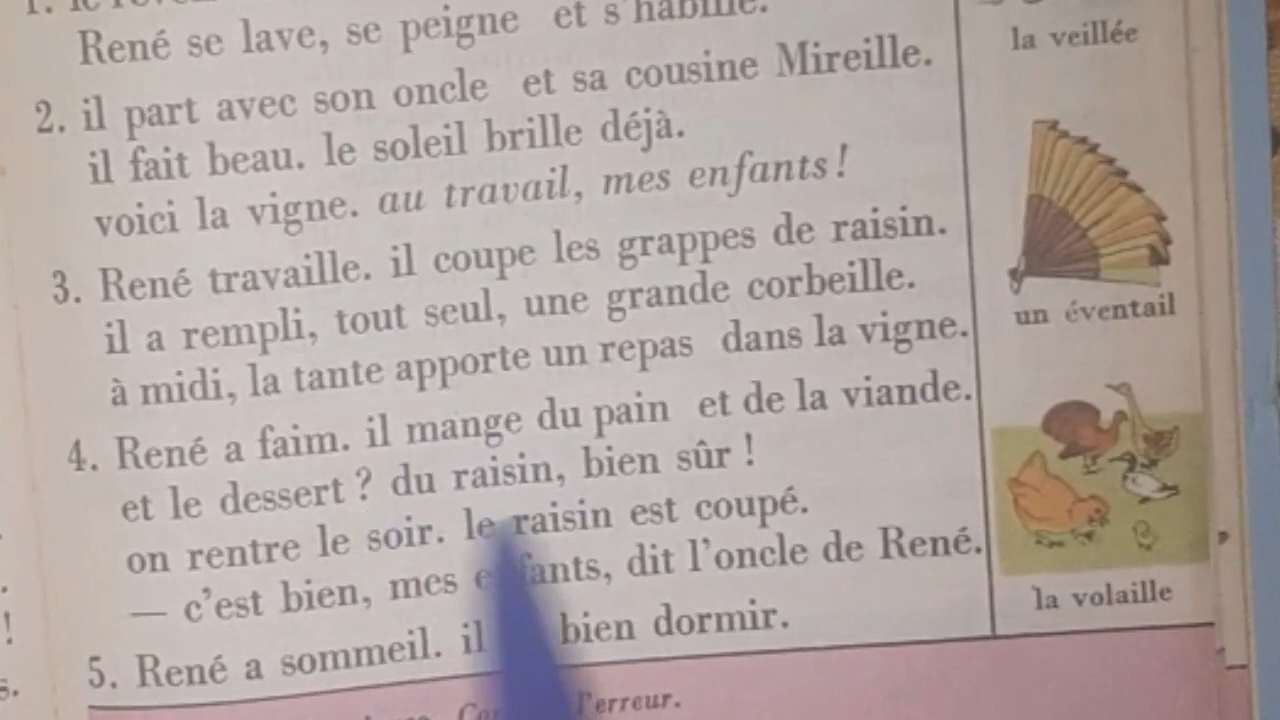 René se lave, se peigne et s'habille.
2. il part avec son oncle et sa cousine Mireille.
il fait beau. le soleil brille déjà.
voici la vigne. au travail, mes enfants !
3. René travaille. il coupe les grappes de raisin.
il a rempli, tout seul, une grande corbeille.
à midi, la tante apporte un repas dans la vigne.
4. René a faim. il mange du pain et de la viande.
et le dessert ? du raisin, bien sûr !
on rentre le soir. le raisin est coupé.
— c'est bien, mes enfants, dit l'oncle de René.
5. René a sommeil. il bien dormir.
l'erreur.
la veillée
un éventail
la volaille